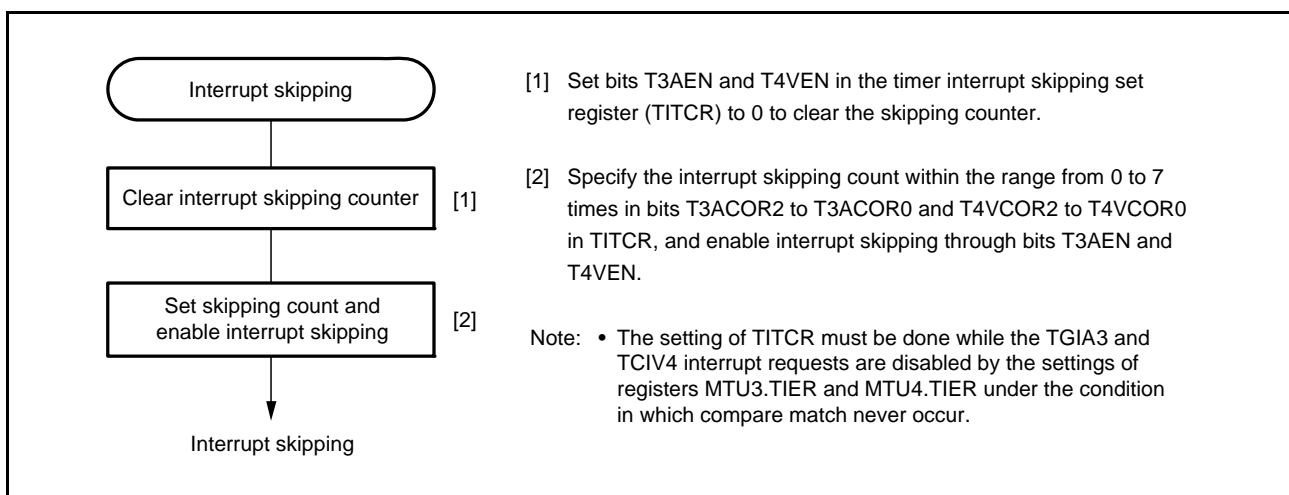 Interrupt skipping
Clear interrupt skipping counter [1]
Set skipping count and
enable interrupt skipping [2]
Interrupt skipping
[1] Set bits T3AEN and T4VEN in the timer interrupt skipping set
register (TITCR) to 0 to clear the skipping counter.
[2] Specify the interrupt skipping count within the range from 0 to 7
times in bits T3ACOR2 to T3ACOR0 and T4VCOR2 to T4VCOR0
in TITCR, and enable interrupt skipping through bits T3AEN and
T4VEN.
Note: • The setting of TITCR must be done while the TGIA3 and
TCIV4 interrupt requests are disabled by the settings of
registers MTU3.TIER and MTU4.TIER under the condition
in which compare match never occur.